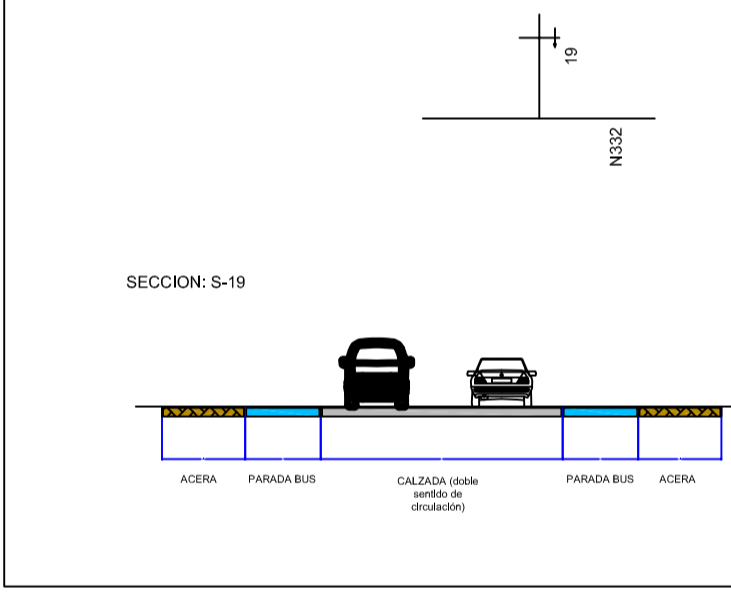 19
N332
SECCION: S-19
ACERA
PARADA BUS
CALZADA (doble
sentido de
circulación)
PARADA BUS
ACERA